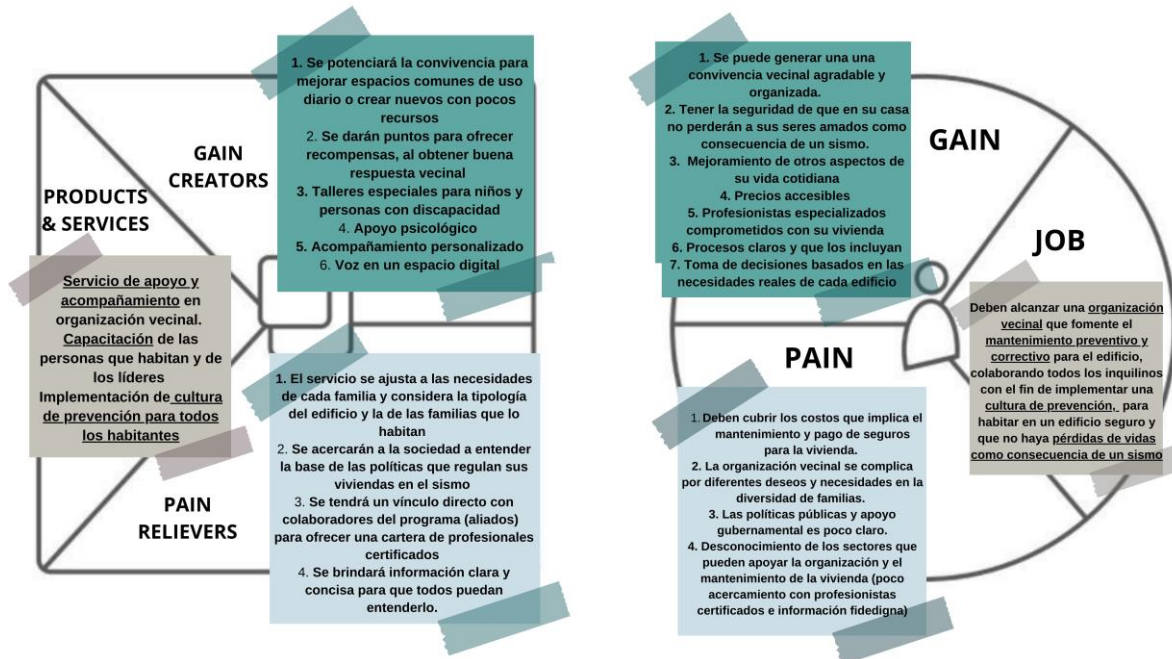 GAIN
CREATORS
PRODUCTS
& SERVICES
1. Se potenciará la convivencia para
mejorar espacios comunes de uso
diario o crear nuevos con pocos
recursos
2. Se darán puntos para ofrecer
recompensas, al obtener buena
respuesta vecinal
3. Talleres especiales para niños y
personas con discapacidad
4. Apoyo psicológico
5. Acompañamiento personalizado
6. Voz en un espacio digital
Servicio de apoyo y
acompañamiento en
organización vecinal.
Capacitación de las
personas que habitan y de
los líderes
Implementación de cultura
de prevención para todos
los habitantes
PAIN
RELIEVERS
1. El servicio se ajusta a las necesidades
de cada familia y considera la tipología
del edificio y la de las familias que lo
habitan
2. Se acercarán a la sociedad a entender
la base de las políticas que regulan sus
viviendas en el sismo
3. Se tendrá un vínculo directo con
colaboradores del programa (aliados)
para ofrecer una cartera de profesionales
certificados
4. Se brindará información clara y
concisa para que todos puedan
entenderlo.
1. Se puede generar una una
convivencia vecinal agradable y
organizada.
2. Tener la seguridad de que en su casa
no perderán a sus seres amados como
consecuencia de un sismo.
3. Mejoramiento de otros aspectos de
su vida cotidiana
4. Precios accesibles
5. Profesionistas especializados
comprometidos con su vivienda
6. Procesos claros y que los incluyan
7. Toma de decisiones basados en las
necesidades reales de cada edificio
GAIN
JOB
Deben alcanzar una organización
vecinal que fomente el
mantenimiento preventivo y
correctivo para el edificio,
colaborando todos los inquilinos
con el fin de implementar una
cultura de prevención, para
habitar en un edificio seguro y
que no haya pérdidas de vidas
como consecuencia de un sismo
PAIN
1. Deben cubrir los costos que implica el
mantenimiento y pago de seguros
para la vivienda.
2. La organización vecinal se complica
por diferentes deseos y necesidades en la
diversidad de familias.
3. Las políticas públicas y apoyo
gubernamental es poco claro.
4. Desconocimiento de los sectores que
pueden apoyar la organización y el
mantenimiento de la vivienda (poco
acercamiento con profesionistas
certificados e información fidedigna)